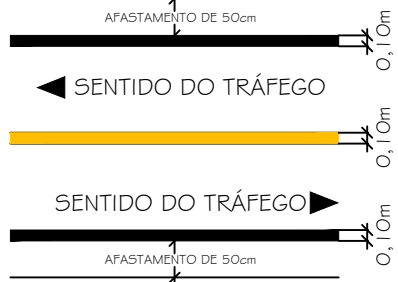 AFASTAMENTO DE 50cm
0,10m
SENTIDO DO TRÁFEGO
0,10m
SENTIDO DO TRÁFEGO
0,10m
AFASTAMENTO DE 50cm